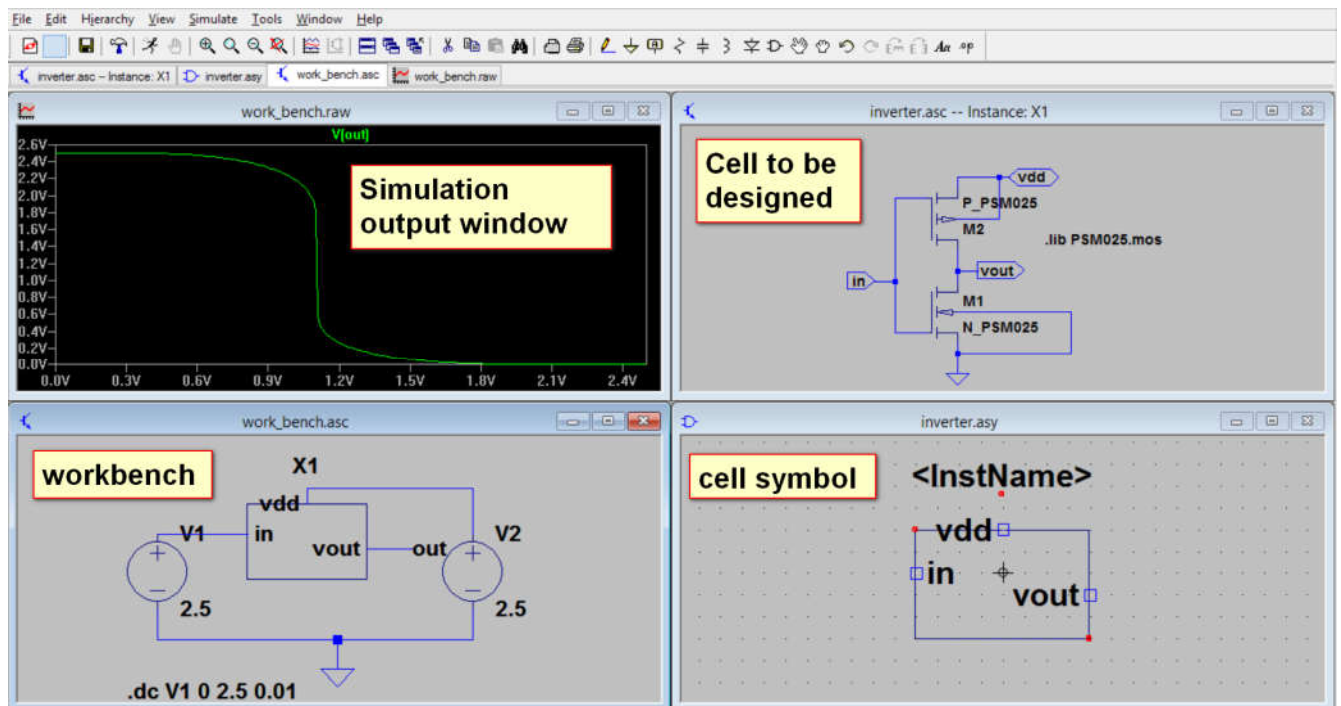 File Edit Hierarchy View Simulate Tools Window Help
inverter.asc -- Instance: X1 inverter.asy work_bench.asc work_bench.raw
work_bench.raw
V[out]
2.6V
2.4V
2.2V
2.0V
1.8V
1.6V
1.4V
1.2V
1.0V
0.8V
0.6V
0.4V
0.2V
0.0V
0.0V 0.3V 0.6V 0.9V 1.2V 1.5V 1.8V 2.1V 2.4V
Simulation
output window
inverter.asc -- Instance: X1
Cell to be
designed
vdd
P_PSM025
M2
.lib PSM025.mos
vout
in
M1
N_PSM025
work_bench.asc
workbench
X1
vdd
V1 in V2
vout out
2.5 2.5
.dc V1 0 2.5 0.01
inverter.asy
cell symbol
<InstName>
vdd
in
vout